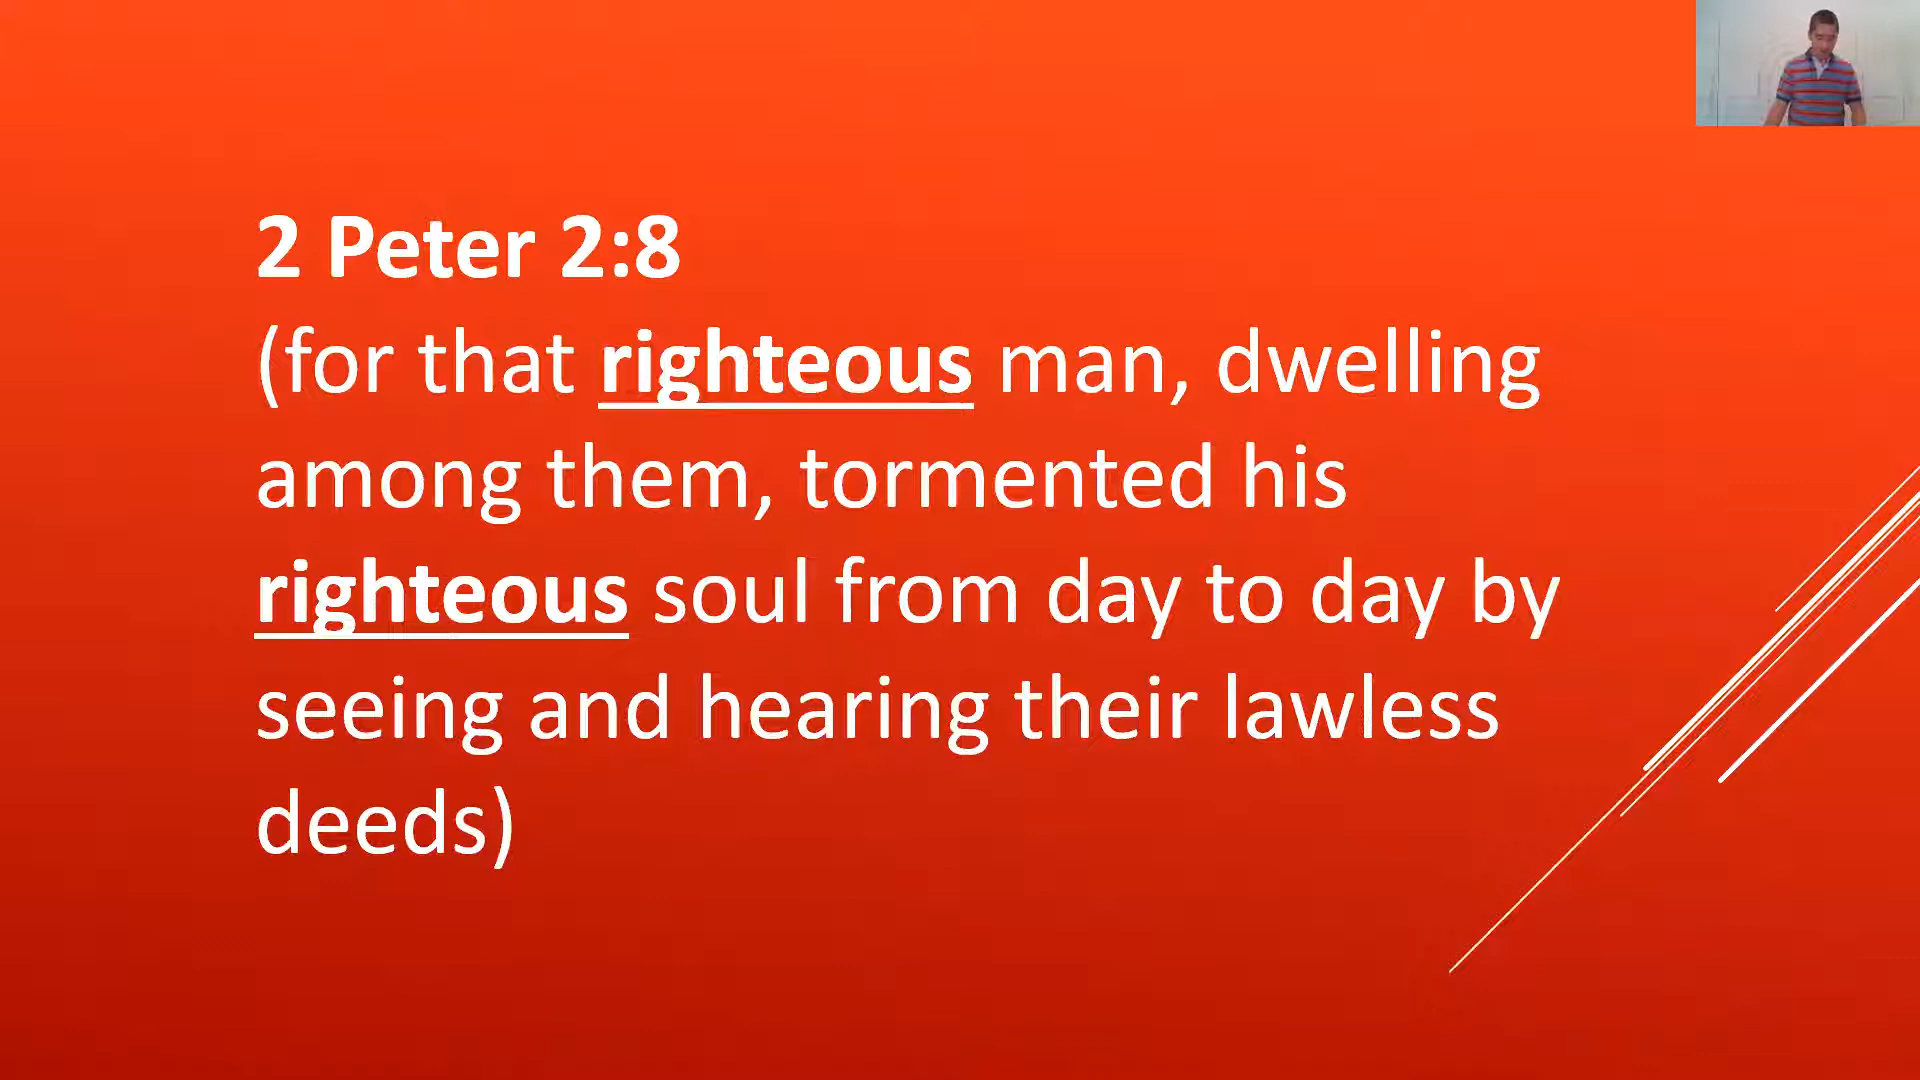 2 Peter 2:8
(for that righteous man, dwelling
among them, tormented his
righteous soul from day to day by
seeing and hearing their lawless
deeds)